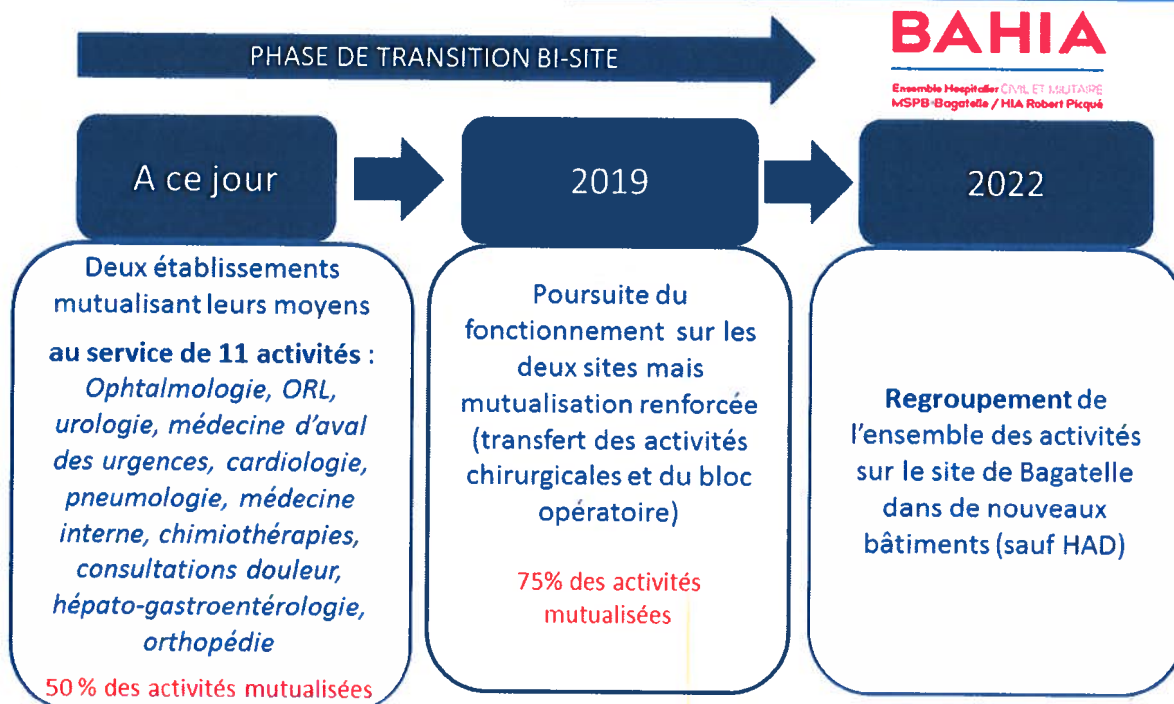 PHASE DE TRANSITION BI-SITE
BAHIA
Ensemble Hospitalier CIVIL ET MILITAIRE
MSPB Bagatelle / HIA Robert Picqué
A ce jour
2019
2022
Deux établissements
mutualisant leurs moyens
au service de 11 activités :
Ophtalmologie, ORL,
urologie, médecine d'aval
des urgences, cardiologie,
pneumologie, médecine
interne, chimiothérapies,
consultations douleur,
hépato-gastroentérologie,
orthopédie
50 % des activités mutualisées
Poursuite du
fonctionnement sur les
deux sites mais
mutualisation renforcée
(transfert des activités
chirurgicales et du bloc
opératoire)
75% des activités
mutualisées
Regroupement de
l'ensemble des activités
sur le site de Bagatelle
dans de nouveaux
bâtiments (sauf HAD)